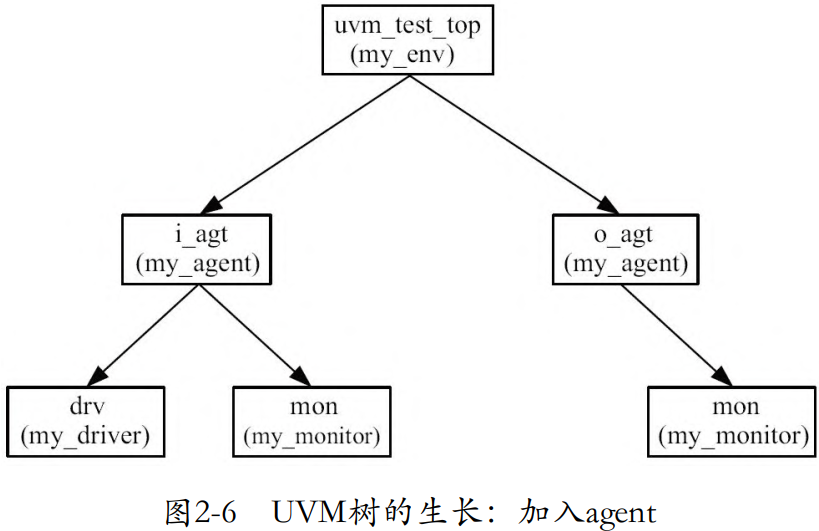 uvm_test_top
(my_env)
i_agt
(my_agent)
o_agt
(my_agent)
drv
(my_driver)
mon
(my_monitor)
mon
(my_monitor)
图2-6 UVM树的生长：加入agent